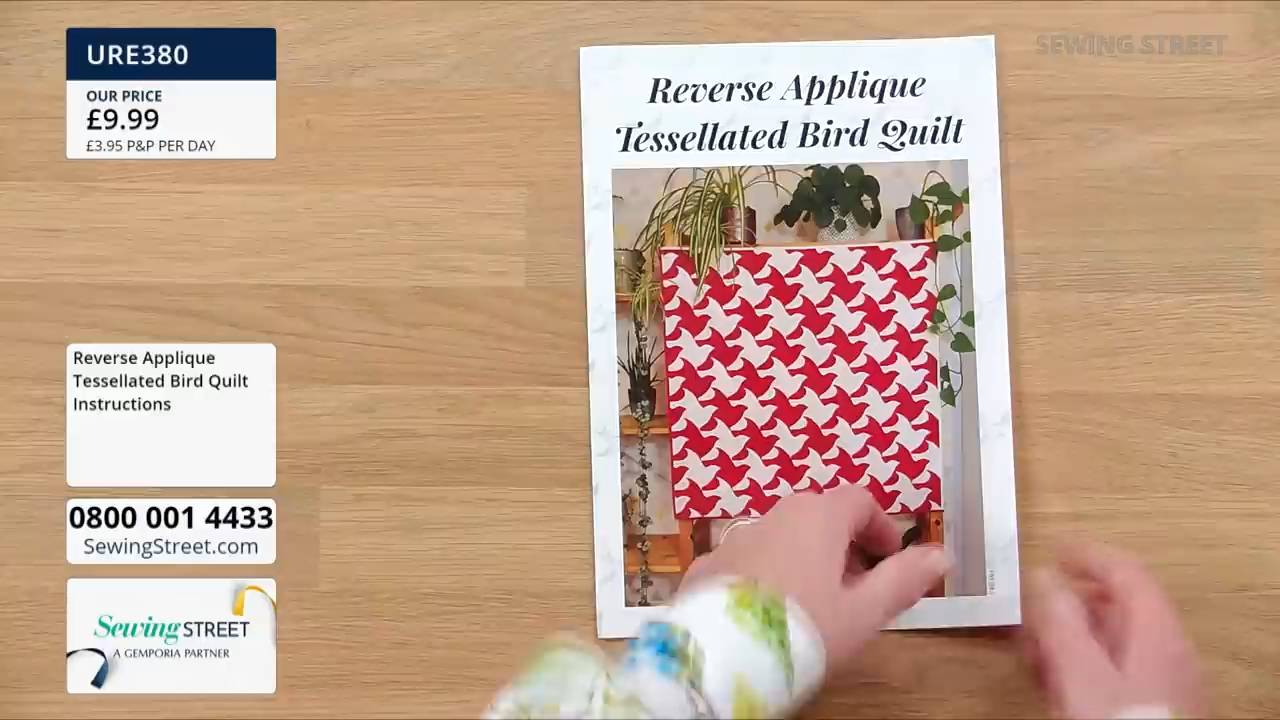 URE380
OUR PRICE
£9.99
£3.95 P&P PER DAY
SEWING STREET
Reverse Applique
Tessellated Bird Quilt
Reverse Applique
Tessellated Bird Quilt
Instructions
0800 001 4433
SewingStreet.com
Sewing STREET
A GEMPORIA PARTNER